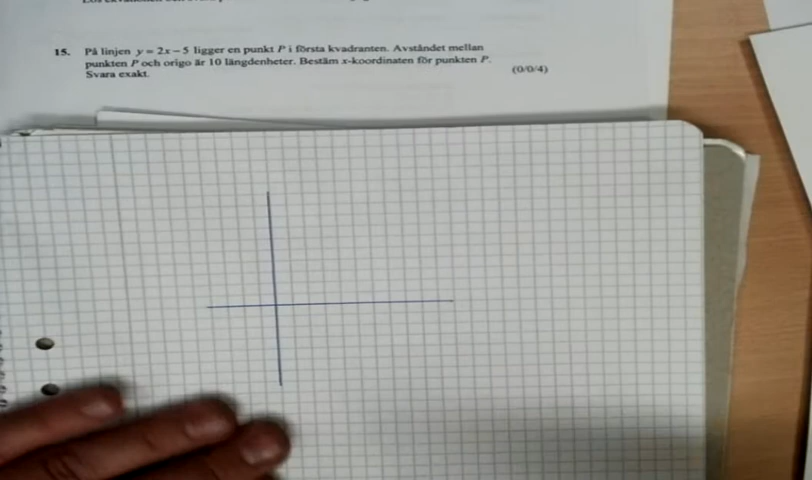 15. På linjen y = 2x – 5 ligger en punkt P i första kvadranten. Avståndet mellan
punkten P och origo är 10 längdenheter. Bestäm x-koordinaten för punkten P.
Svara exakt. (0/0/4)